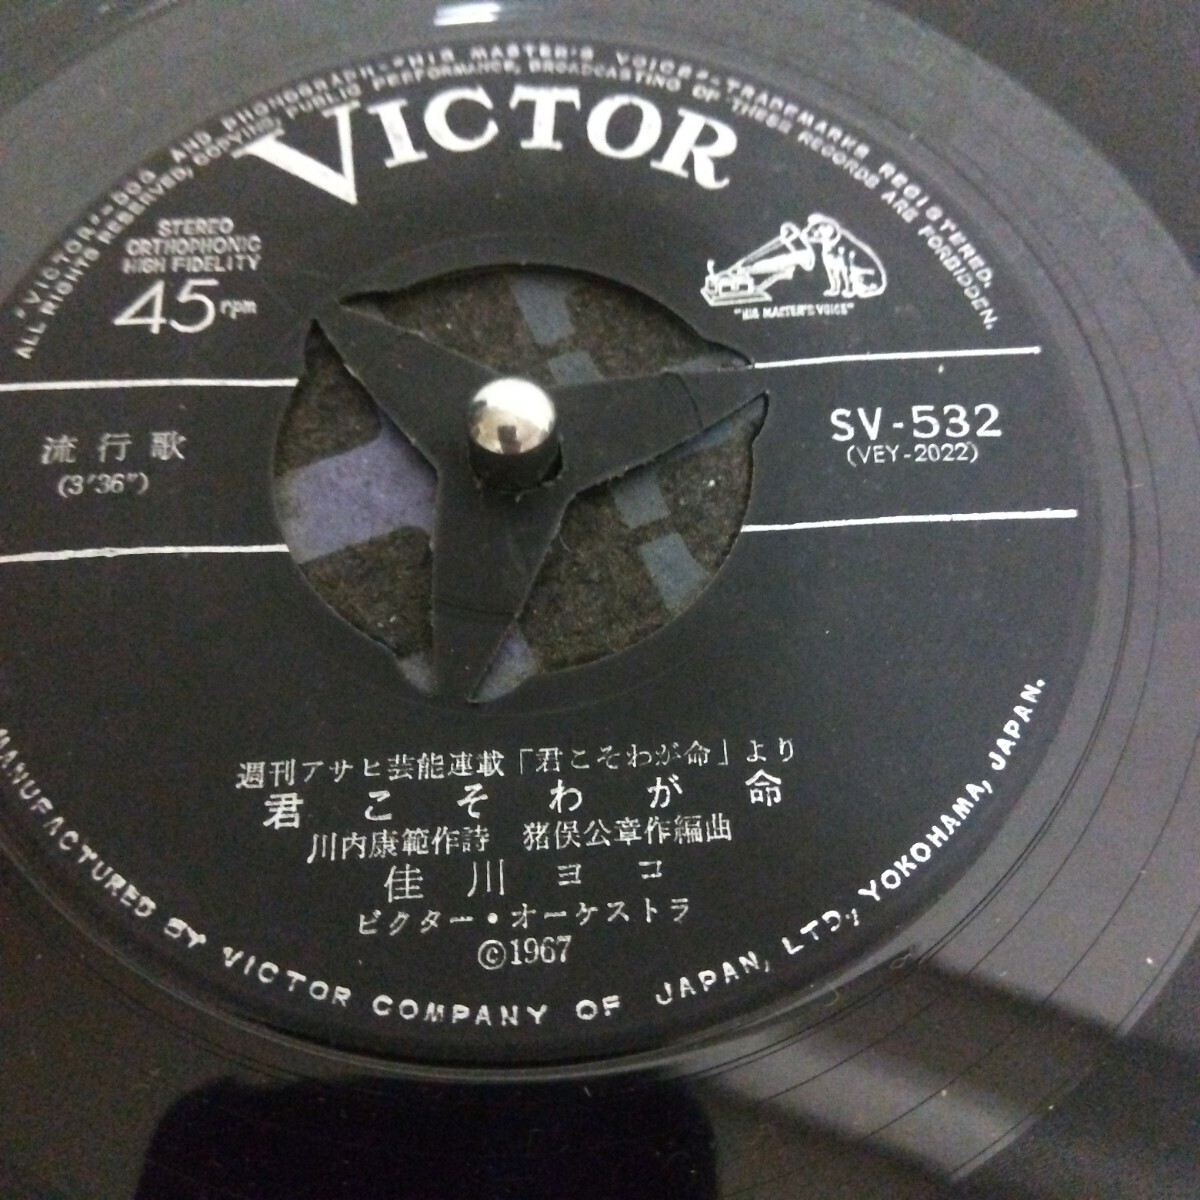 "VICTOR," "DOG AND PHONOGRAPH," "HIS MASTER'S VOICE," TRADEMARKS REGISTERED.
ALL RIGHTS RESERVED, COPYING, PUBLIC PERFORMANCE, BROADCASTING OF THESE RECORDS ARE FORBIDDEN.
VICTOR
STEREO
ORTHOPHONIC
HIGH FIDELITY
45rpm
"HIS MASTER'S VOICE"
流行歌
(3'36")
SV-532
(VEY-2022)
週刊アサヒ芸能連載「君こそわが命」より
君こそわが命
川内康範作詩 猪俣公章作編曲
佳川ヨコ
ビクター・オーケストラ
©1967
MANUFACTURED BY VICTOR COMPANY OF JAPAN, LTD., YOKOHAMA, JAPAN.